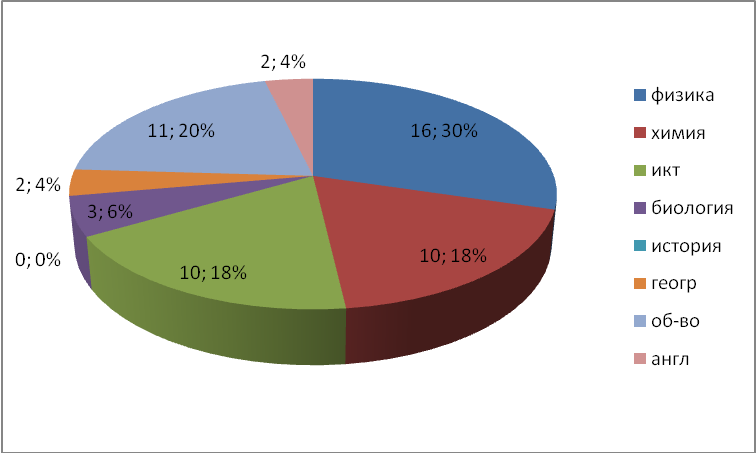 2; 4%
11; 20%
16; 30%
2; 4%
3; 6%
0; 0%
10; 18%
10; 18%
физика
химия
икт
биология
история
геогр
об-во
англ